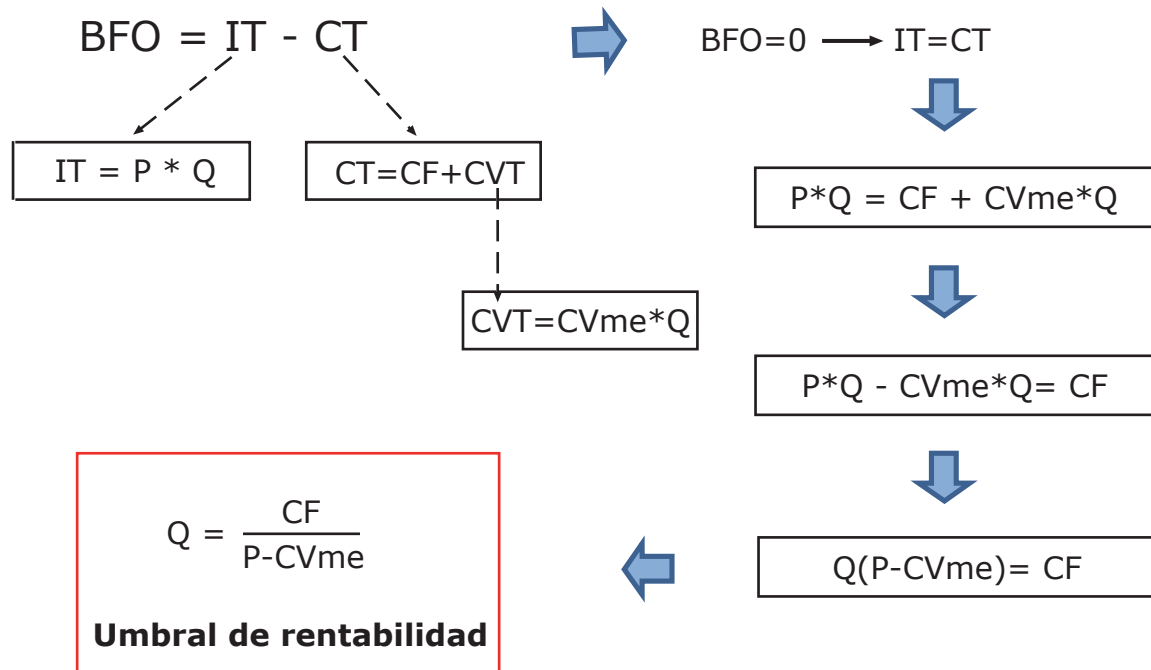 BFO = IT - CT
IT = P * Q
CT=CF+CVT
CVT=CVme*Q
BFO=0 → IT=CT
P*Q = CF + CVme*Q
P*Q - CVme*Q= CF
Q(P-CVme)= CF
Q = CF
P-CVme
Umbral de rentabilidad